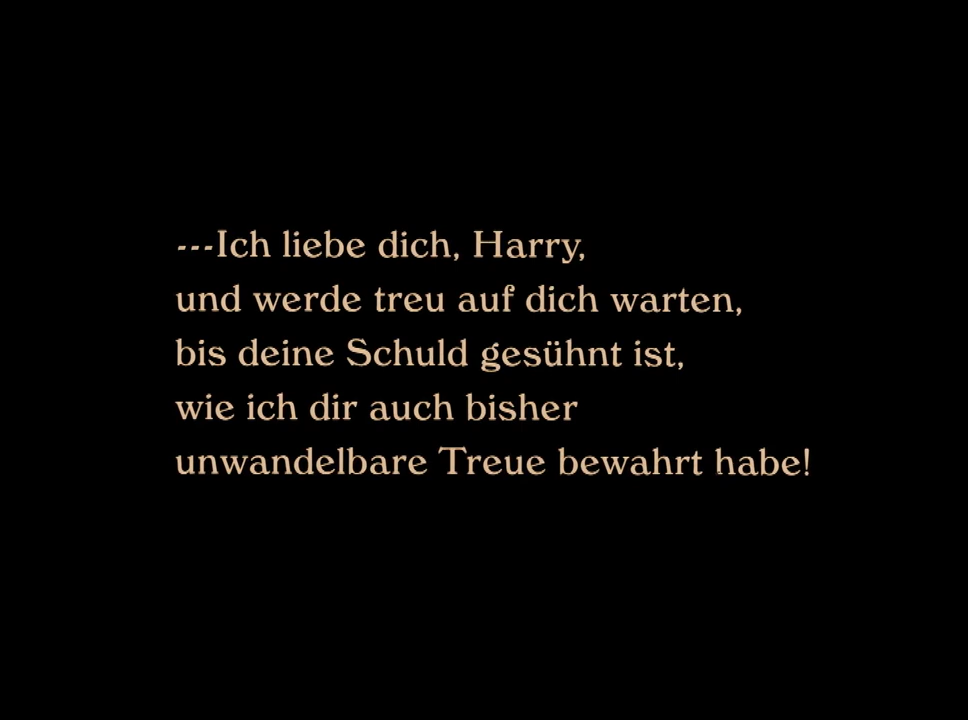 ---Ich liebe dich, Harry,
und werde treu auf dich warten,
bis deine Schuld gesühnt ist,
wie ich dir auch bisher
unwandelbare Treue bewahrt habe!